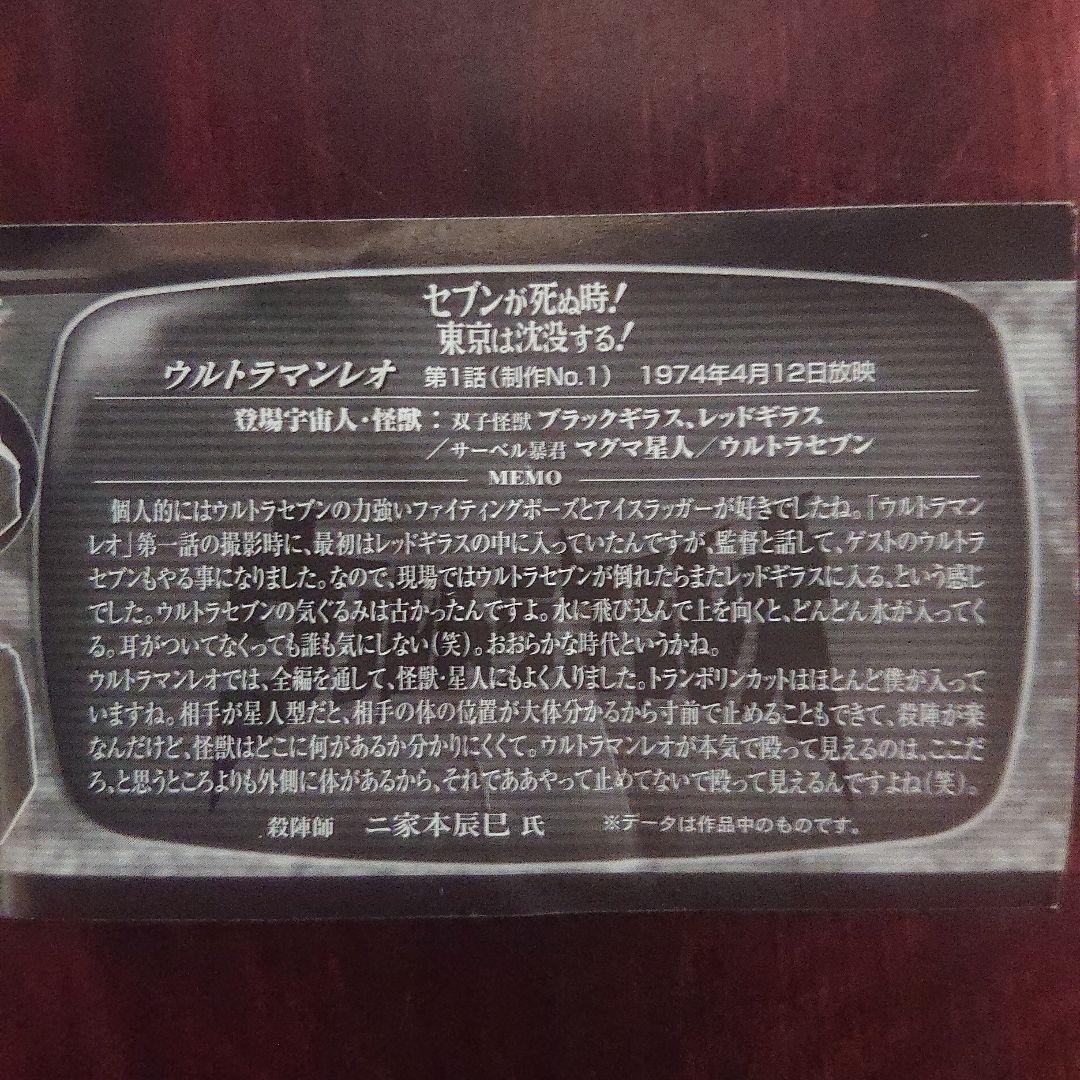 セブンが死ぬ時!
東京は沈没する!
ウルトラマンレオ 第1話(制作No.1) 1974年4月12日放映
登場宇宙人・怪獣:双子怪獣 ブラックギラス、レッドギラス
/サーベル暴君 マグマ星人/ウルトラセブン
MEMO
個人的にはウルトラセブンの力強いファイティングポーズとアイスラッガーが好きでしたね。「ウルトラマン
レオ」第一話の撮影時に、最初はレッドギラスの中に入っていたんですが、監督と話して、ゲストのウルトラ
セブンもやる事になりました。なので、現場ではウルトラセブンが倒れたらまたレッドギラスに入る、という感じ
でした。ウルトラセブンの気ぐるみは古かったんですよ。水に飛び込んで上を向くと、どんどん水が入ってく
る。耳がついてなくっても誰も気にしない(笑)。おおらかな時代というかね。
ウルトラマンレオでは、全編を通して、怪獣・星人にもよく入りました。トランポリンカットはほとんど僕が入って
いますね。相手が星人型だと、相手の体の位置が大体分かるから寸前で止めることもできて、殺陣が楽
なんだけど、怪獣はどこに何があるか分かりにくくて。ウルトラマンレオが本気で殴って見えるのは、ここだ
ろ、と思うところよりも外側に体があるから、それでああやって止めてないで殴って見えるんですよね(笑)。
殺陣師 二家本辰巳 氏 ※データは作品中のものです。